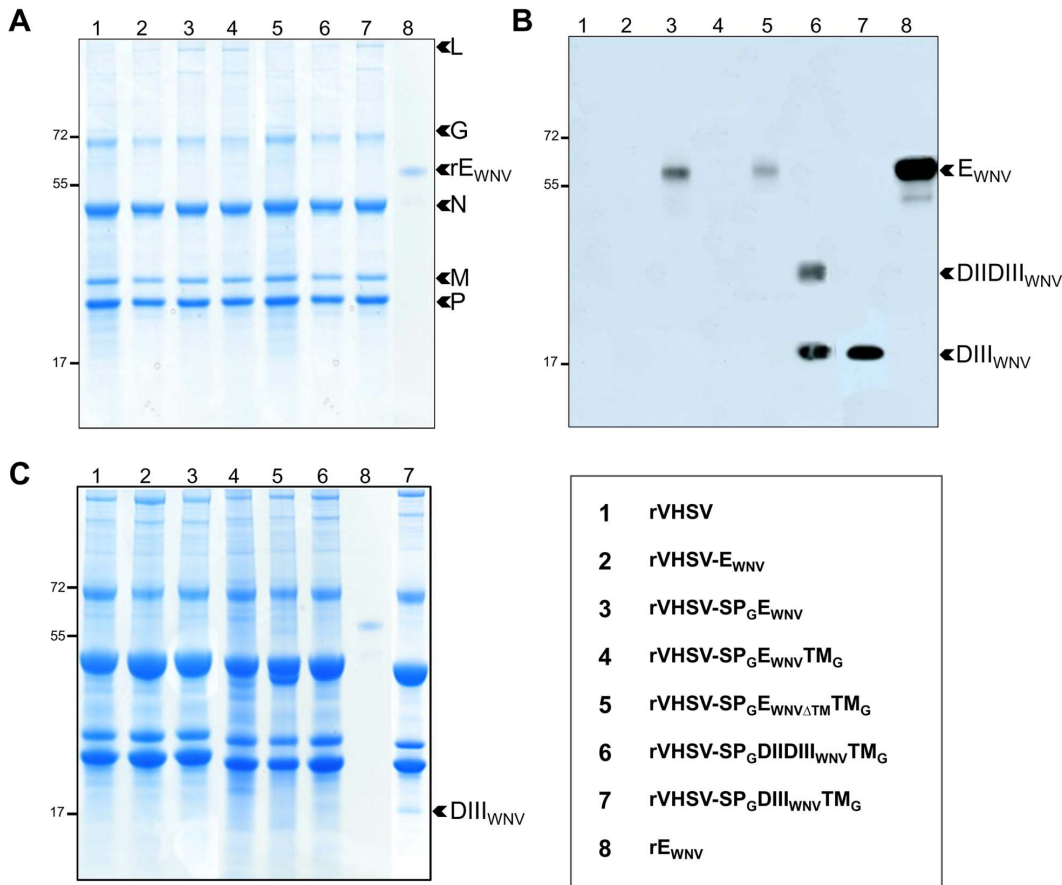 A
1 2 3 4 5 6 7 8
L
G
72
rEWNV
55
N
M
P
17
B
1 2 3 4 5 6 7 8
72
EWNV
55
DIIDIIIWNV
DIIIWNV
17
C
1 2 3 4 5 6 8 7
72
55
17
DIIIWNV
1 rVHSV
2 rVHSV-EWNV
3 rVHSV-SPGEWNV
4 rVHSV-SPGEWNVTMG
5 rVHSV-SPGEWNVΔTMTMG
6 rVHSV-SPGDIIDIIIWNVTMG
7 rVHSV-SPGDIIIWNVTMG
8 rEWNV